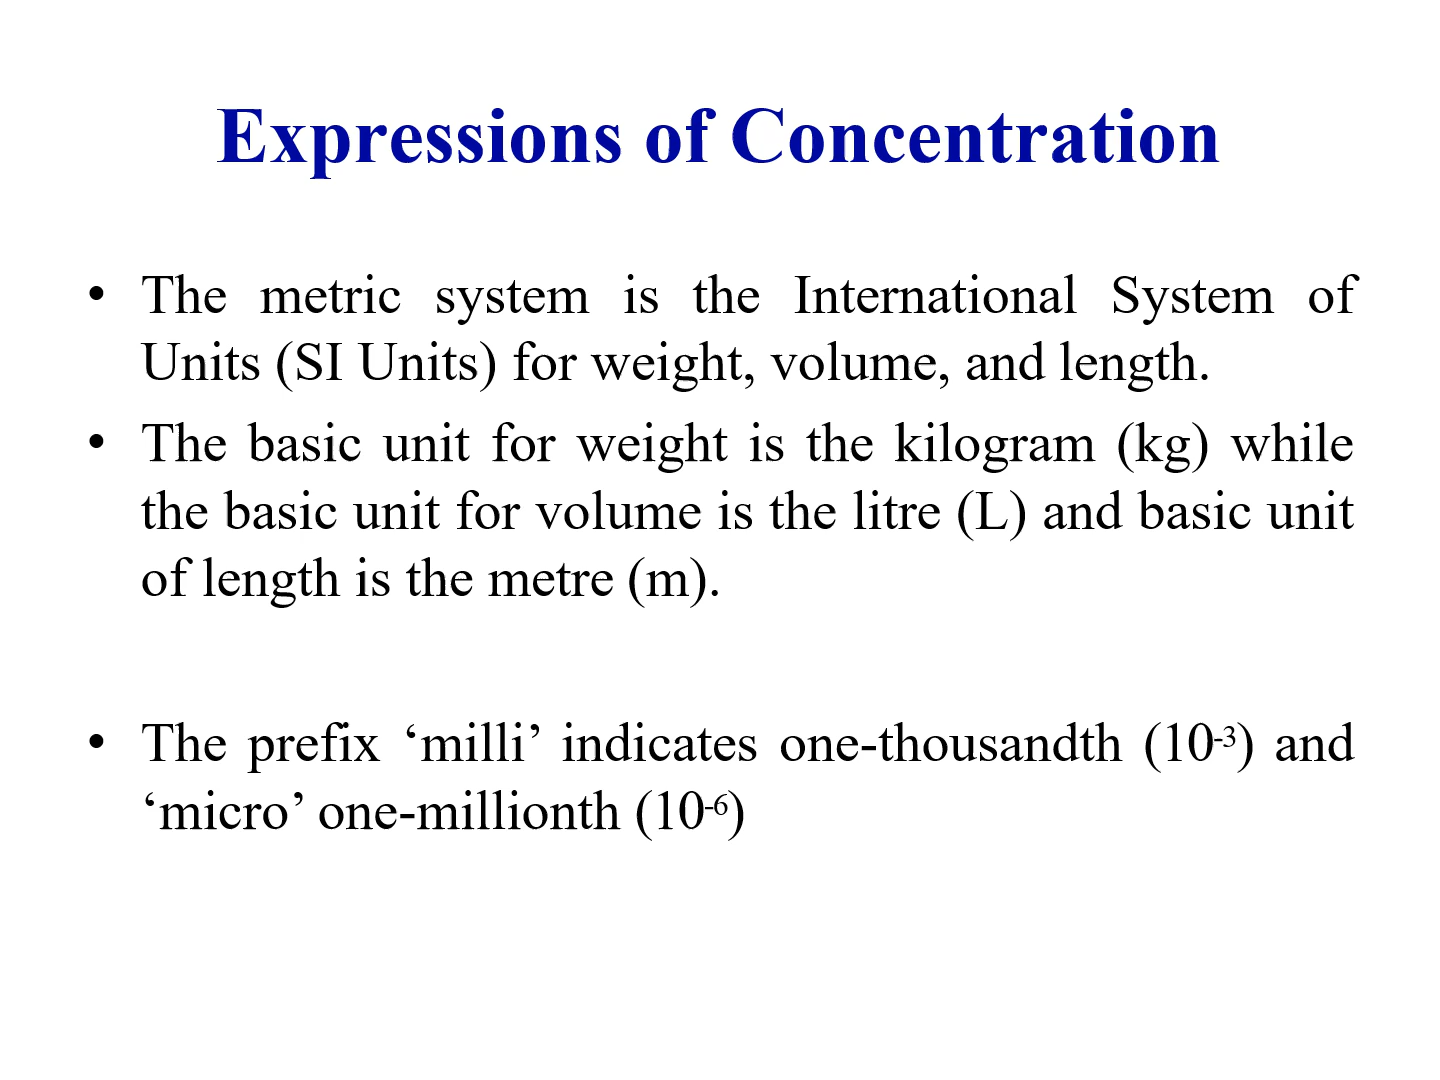 Expressions of Concentration
• The metric system is the International System of
Units (SI Units) for weight, volume, and length.
• The basic unit for weight is the kilogram (kg) while
the basic unit for volume is the litre (L) and basic unit
of length is the metre (m).
• The prefix ‘milli’ indicates one-thousandth (10⁻³) and
‘micro’ one-millionth (10⁻⁶)